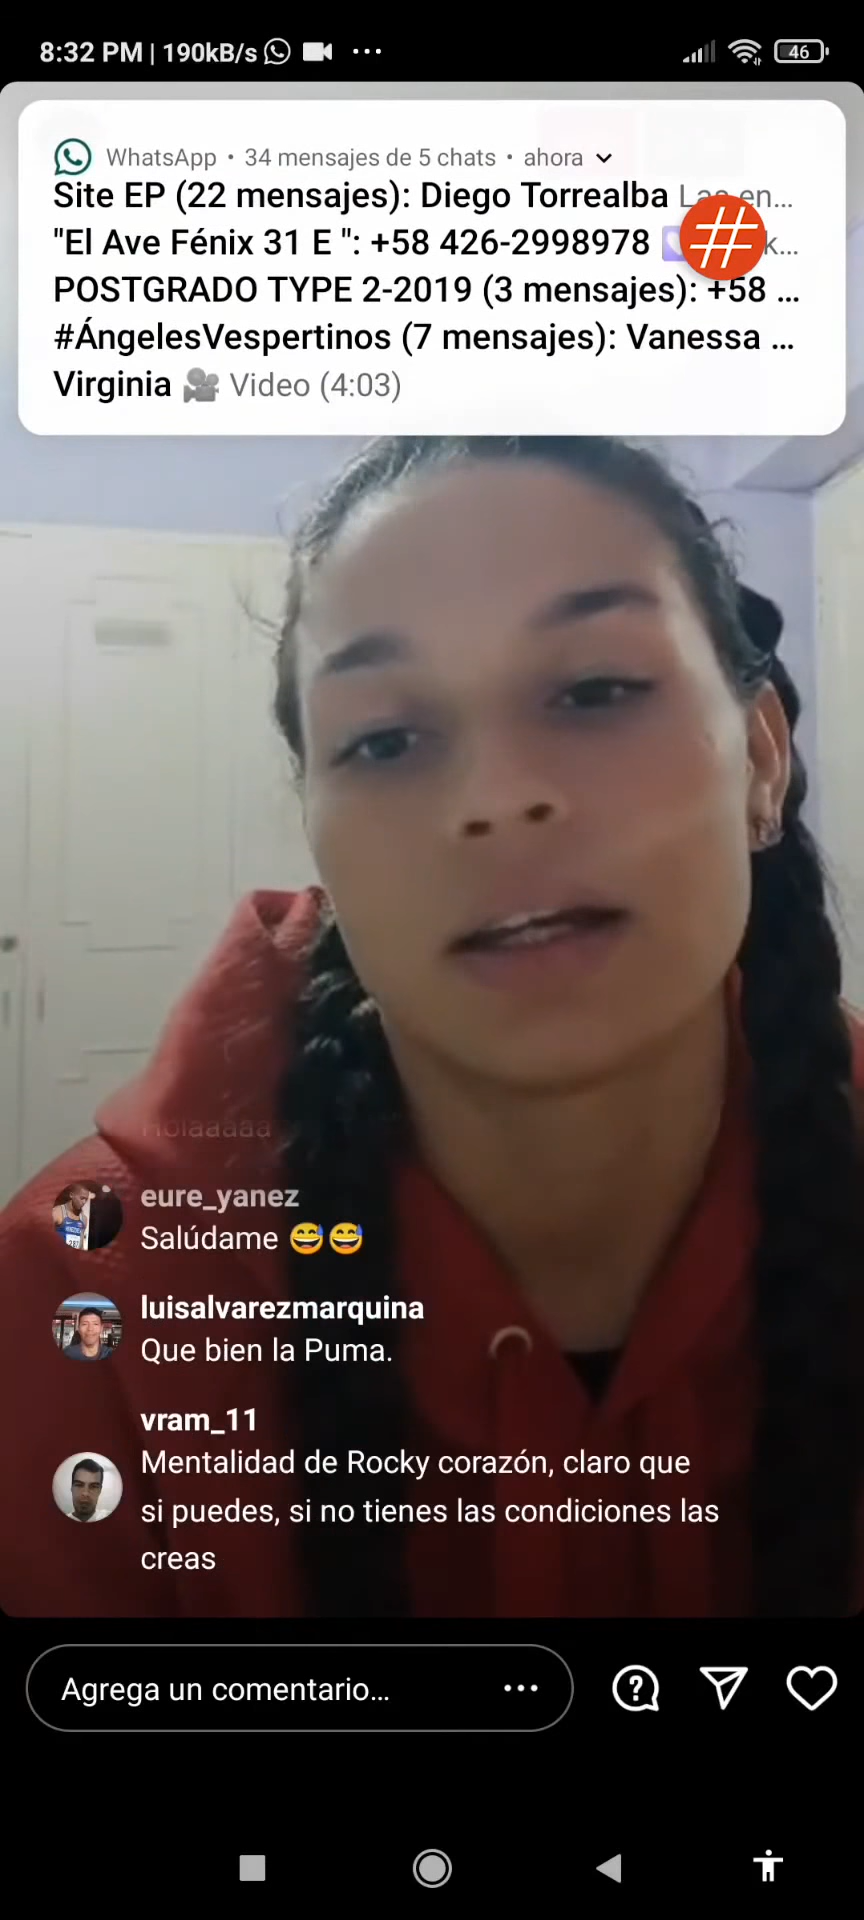 8:32 PM | 190kB/s ... 46
WhatsApp • 34 mensajes de 5 chats • ahora
Site EP (22 mensajes): Diego Torrealba
"El Ave Fénix 31 E ": +58 426-2998978
#
POSTGRADO TYPE 2-2019 (3 mensajes): +58 ...
#ÁngelesVespertinos (7 mensajes): Vanessa ...
Virginia 🎥 Video (4:03)
Holaaaaa
eure_yanez
Salúdame 😅😅
luisalvarezmarquina
Que bien la Puma.
vram_11
Mentalidad de Rocky corazón, claro que
si puedes, si no tienes las condiciones las
creas
Agrega un comentario...